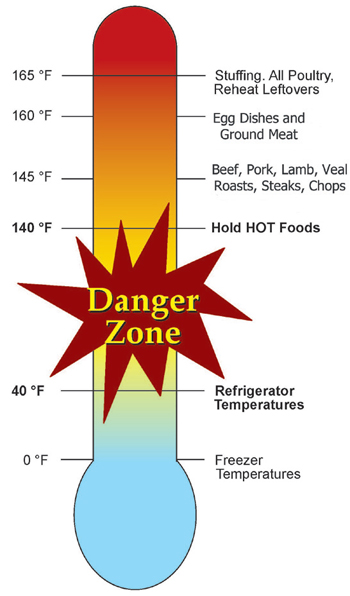 165 °F
Stuffing. All Poultry,
Reheat Leftovers
160 °F
Egg Dishes and
Ground Meat
145 °F
Beef, Pork, Lamb, Veal
Roasts, Steaks, Chops
140 °F
Hold HOT Foods
Danger
Zone
40 °F
Refrigerator
Temperatures
0 °F
Freezer
Temperatures